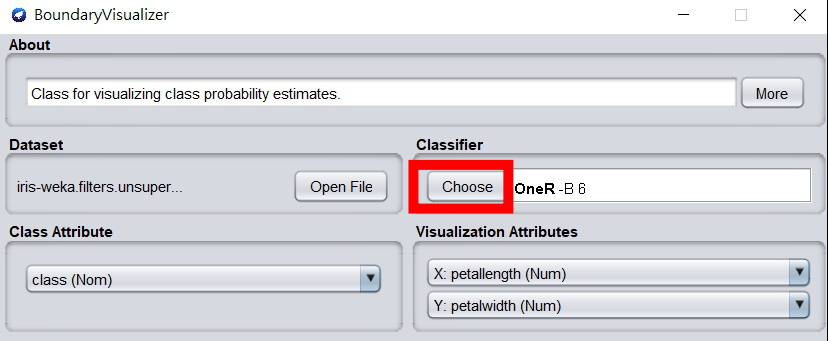 BoundaryVisualizer
About
Class for visualizing class probability estimates.
More
Dataset
Classifier
iris-weka.filters.unsuper...
Open File
Choose
OneR -B 6
Class Attribute
Visualization Attributes
class (Nom)
X: petallength (Num)
Y: petalwidth (Num)